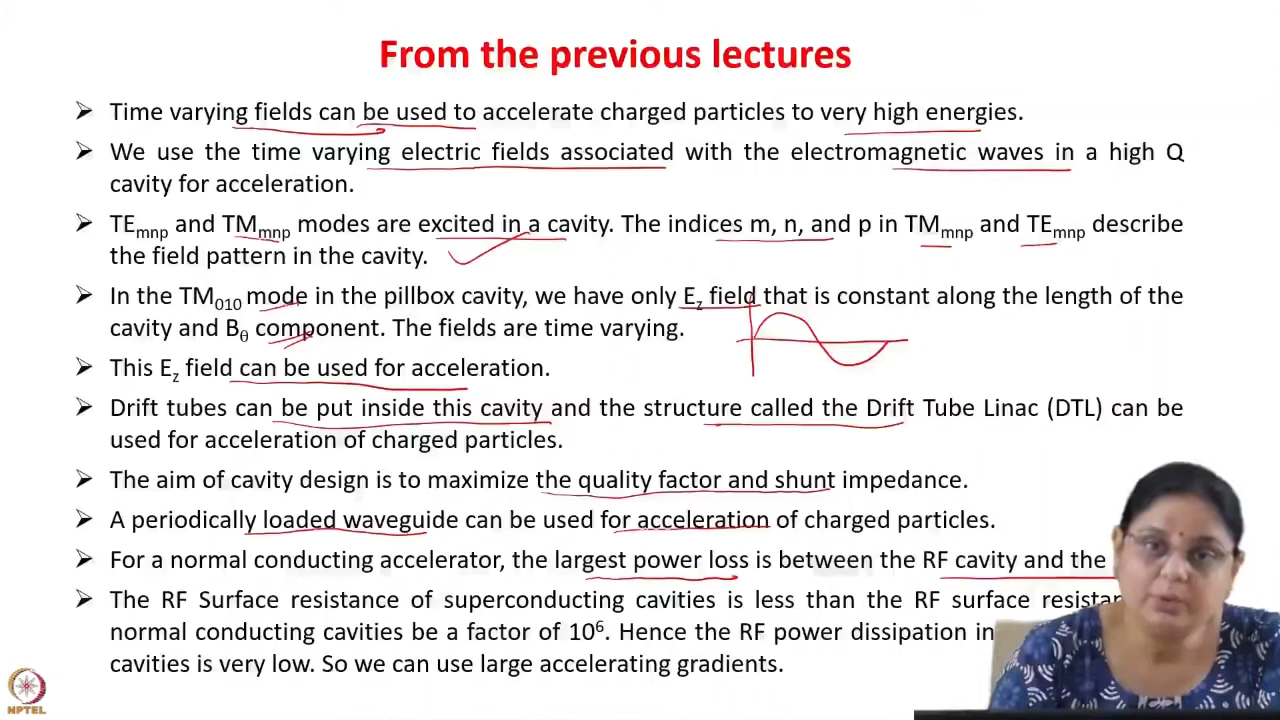 From the previous lectures
➢ Time varying fields can be used to accelerate charged particles to very high energies.
➢ We use the time varying electric fields associated with the electromagnetic waves in a high Q
cavity for acceleration.
➢ TEmnp and TMmnp modes are excited in a cavity. The indices m, n, and p in TMmnp and TEmnp describe
the field pattern in the cavity.
➢ In the TM010 mode in the pillbox cavity, we have only Ez field that is constant along the length of the
cavity and Bθ component. The fields are time varying.
➢ This Ez field can be used for acceleration.
➢ Drift tubes can be put inside this cavity and the structure called the Drift Tube Linac (DTL) can be
used for acceleration of charged particles.
➢ The aim of cavity design is to maximize the quality factor and shunt impedance.
➢ A periodically loaded waveguide can be used for acceleration of charged particles.
➢ For a normal conducting accelerator, the largest power loss is between the RF cavity and the
➢ The RF Surface resistance of superconducting cavities is less than the RF surface
normal conducting cavities be a factor of 10⁶. Hence the RF power dissipation in
cavities is very low. So we can use large accelerating gradients.
NPTEL